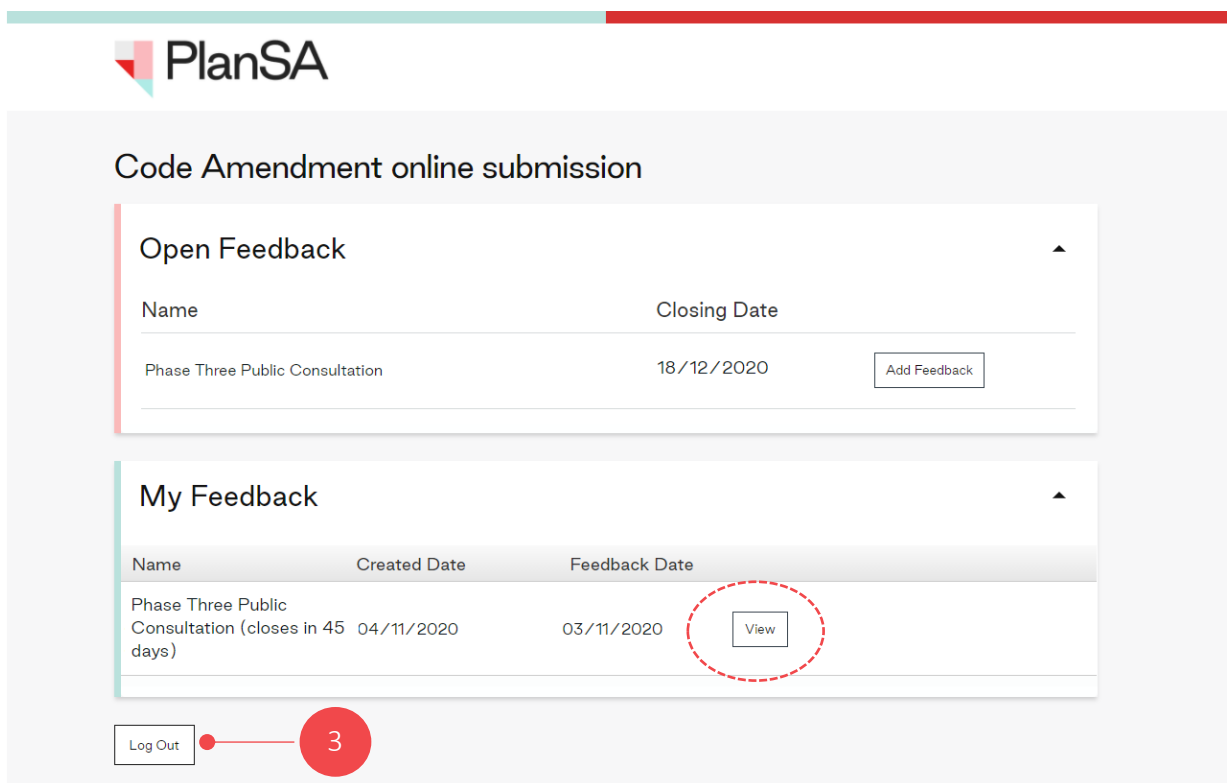 PlanSA
Code Amendment online submission
Open Feedback
Name Closing Date
Phase Three Public Consultation 18/12/2020 Add Feedback
My Feedback
Name Created Date Feedback Date
Phase Three Public
Consultation (closes in 45 04/11/2020 03/11/2020 View
days)
Log Out 3